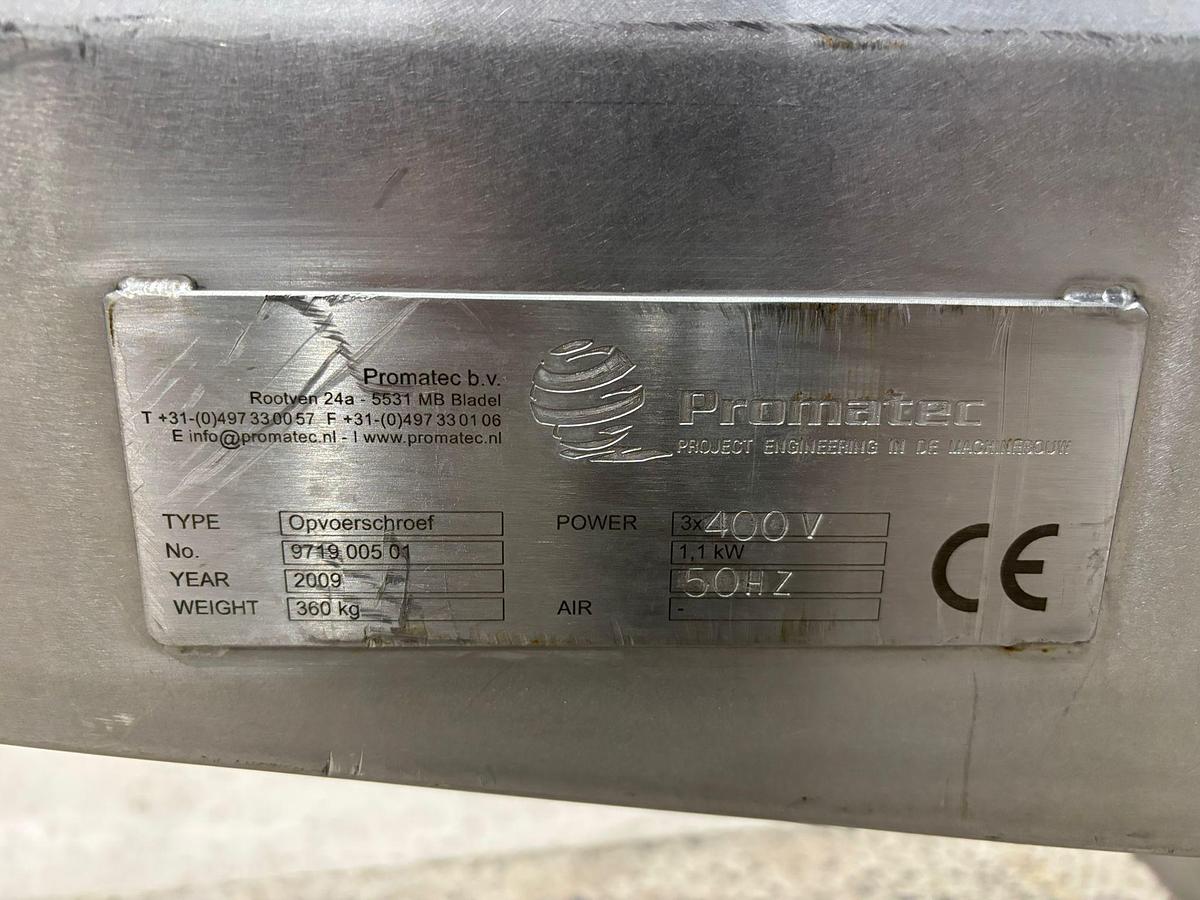 Promatec b.v.
Rootven 24a - 5531 MB Bladel
T +31-(0)497 33 00 57 F +31-(0)497 33 01 06
E info@promatec.nl - I www.promatec.nl
Promatec
PROJECT ENGINEERING IN DE MACHINEBOUW
TYPE Opvoerschroef
No. 9719 005 01
YEAR 2009
WEIGHT 360 kg
POWER 3x400V
1,1 kW
50HZ
AIR -
CE